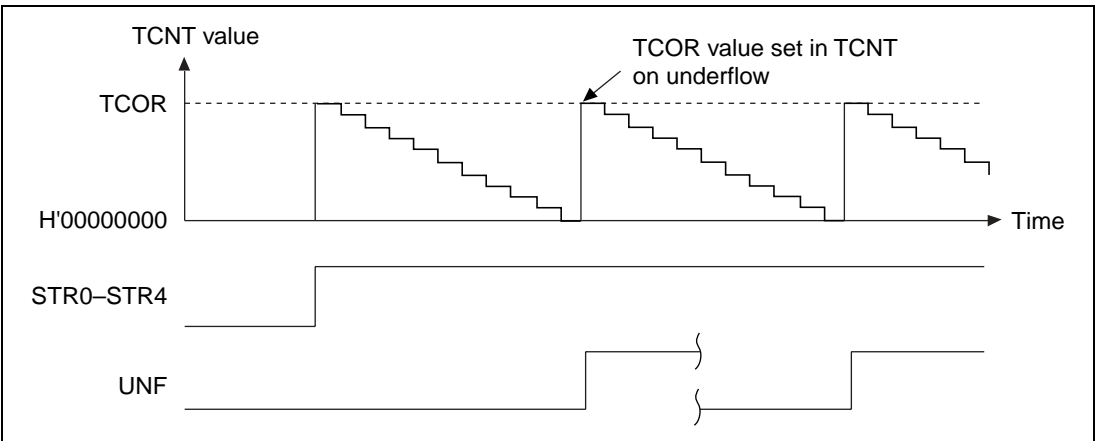 TCNT value
TCOR value set in TCNT
on underflow
TCOR
H'00000000
Time
STR0–STR4
UNF